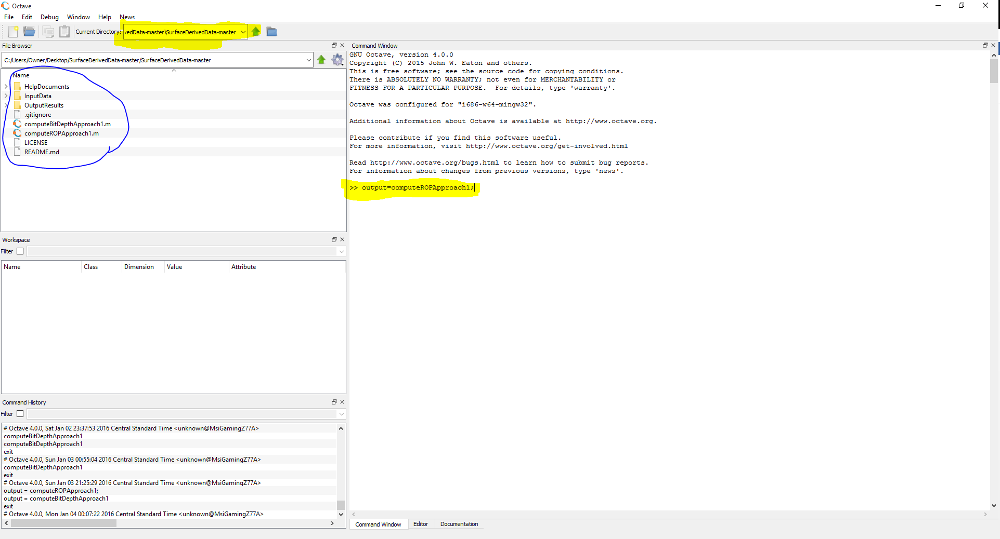 Octave
File Edit Debug Window Help News
Current Directory: vedData-master\SurfaceDerivedData-master
File Browser
C:/Users/Owner/Desktop/SurfaceDerivedData-master/SurfaceDerivedData-master
Name
HelpDocuments
InputData
OutputResults
.gitignore
computeBitDepthApproach1.m
computeROPApproach1.m
LICENSE
README.md
Workspace
Filter
Name Class Dimension Value Attribute
Command History
Filter
# Octave 4.0.0, Sat Jan 02 23:37:53 2016 Central Standard Time <unknown@MsiGamingZ77A>
computeBitDepthApproach1
computeBitDepthApproach1
exit
# Octave 4.0.0, Sun Jan 03 00:55:04 2016 Central Standard Time <unknown@MsiGamingZ77A>
computeBitDepthApproach1
exit
# Octave 4.0.0, Sun Jan 03 21:25:29 2016 Central Standard Time <unknown@MsiGamingZ77A>
output = computeROPApproach1;
output = computeBitDepthApproach1
exit
# Octave 4.0.0, Mon Jan 04 00:07:22 2016 Central Standard Time <unknown@MsiGamingZ77A>
Command Window
GNU Octave, version 4.0.0
Copyright (C) 2015 John W. Eaton and others.
This is free software; see the source code for copying conditions.
There is ABSOLUTELY NO WARRANTY; not even for MERCHANTABILITY or
FITNESS FOR A PARTICULAR PURPOSE.  For details, type 'warranty'.
Octave was configured for "i686-w64-mingw32".
Additional information about Octave is available at http://www.octave.org.
Please contribute if you find this software useful.
For more information, visit http://www.octave.org/get-involved.html
Read http://www.octave.org/bugs.html to learn how to submit bug reports.
For information about changes from previous versions, type 'news'.
>> output=computeROPApproach1;
Command Window Editor Documentation